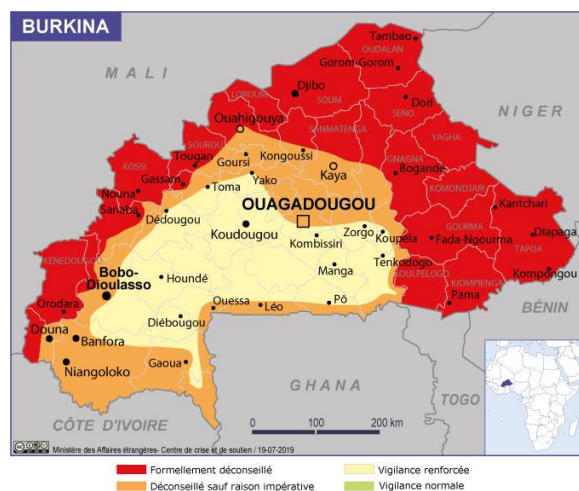 BURKINA
MALI
NIGER
BÉNIN
TOGO
GHANA
CÔTE D'IVOIRE
Tambao
OUDALAN
Gorom-Gorom
Djibo
LOROUM
SOUM
Dori
SENO
Ouahigouya
SANMATENGA
YAGHA
SOUROU
Tougan
Goursi
Kongoussi
GNAGNA
Bogandé
KOSSI
Gassam
Kaya
Yako
Toma
KOMONDJARI
Nouna
Sanaba
Dédougou
OUAGADOUGOU
Kantchari
Koudougou
Kombissiri
Zorgo
Koupéla
GOURMA
Fada-Ngourma
Diapaga
TAPOA
KENEDOUGOU
Bobo-
Dioulasso
Houndé
Manga
Tenkodogo
KOULPELOGO
KOMPIENGA
Kompongou
Pama
Orodara
Ouessa
Léo
Pô
Douna
Banfora
Diébougou
Niangoloko
Gaoua
0
100
200 km
Ministère des Affaires étrangères- Centre de crise et de soutien / 19-07-2019
Formellement déconseillé
Vigilance renforcée
Déconseillé sauf raison impérative
Vigilance normale